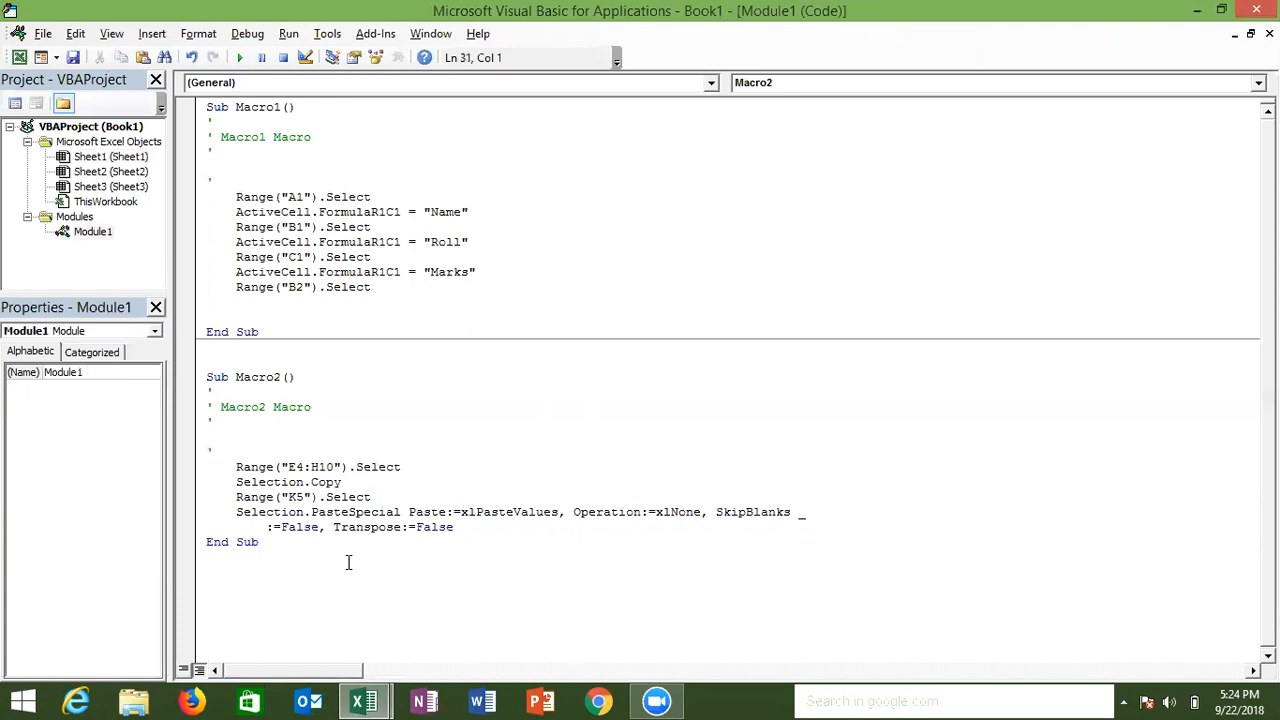 Microsoft Visual Basic for Applications - Book1 - [Module1 (Code)]
File Edit View Insert Format Debug Run Tools Add-Ins Window Help
Ln 31, Col 1
Project - VBAProject
(General)
Macro2
VBAProject (Book1)
Microsoft Excel Objects
Sheet1 (Sheet1)
Sheet2 (Sheet2)
Sheet3 (Sheet3)
ThisWorkbook
Modules
Module1
Properties - Module1
Module1 Module
Alphabetic Categorized
(Name) Module1
Sub Macro1()
'
' Macro1 Macro
'
'
Range("A1").Select
ActiveCell.FormulaR1C1 = "Name"
Range("B1").Select
ActiveCell.FormulaR1C1 = "Roll"
Range("C1").Select
ActiveCell.FormulaR1C1 = "Marks"
Range("B2").Select
End Sub
Sub Macro2()
'
' Macro2 Macro
'
'
Range("E4:H10").Select
Selection.Copy
Range("K5").Select
Selection.PasteSpecial Paste:=xlPasteValues, Operation:=xlNone, SkipBlanks _
:=False, Transpose:=False
End Sub
Search in google.com
5:24 PM
9/22/2018